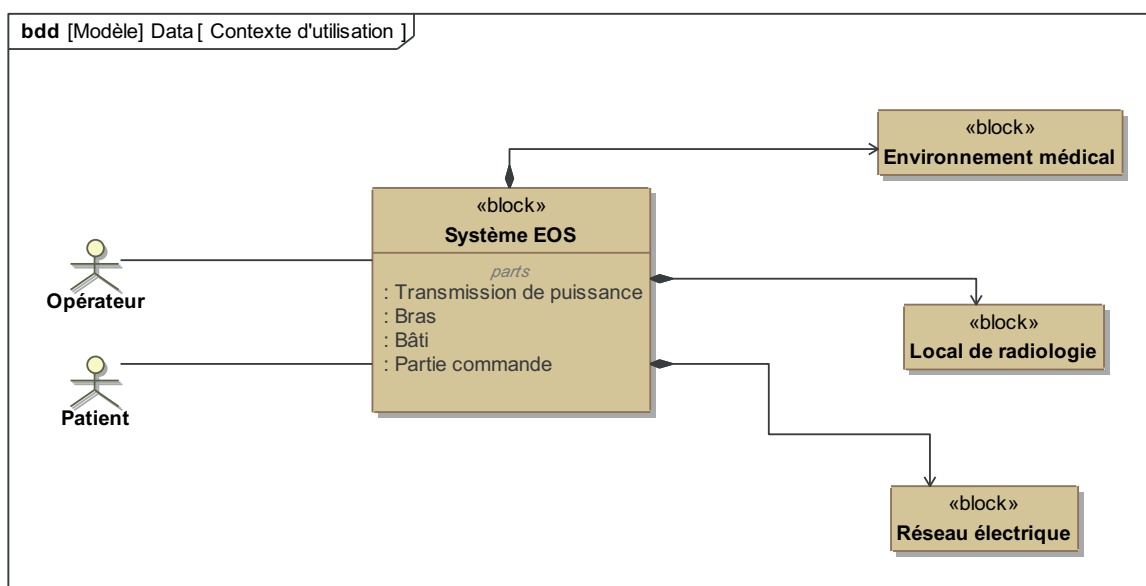 bdd [Modèle] Data [ Contexte d'utilisation ]
«block»
Environnement médical
«block»
Système EOS
parts
: Transmission de puissance
: Bras
: Bâti
: Partie commande
Opérateur
Patient
«block»
Local de radiologie
«block»
Réseau électrique